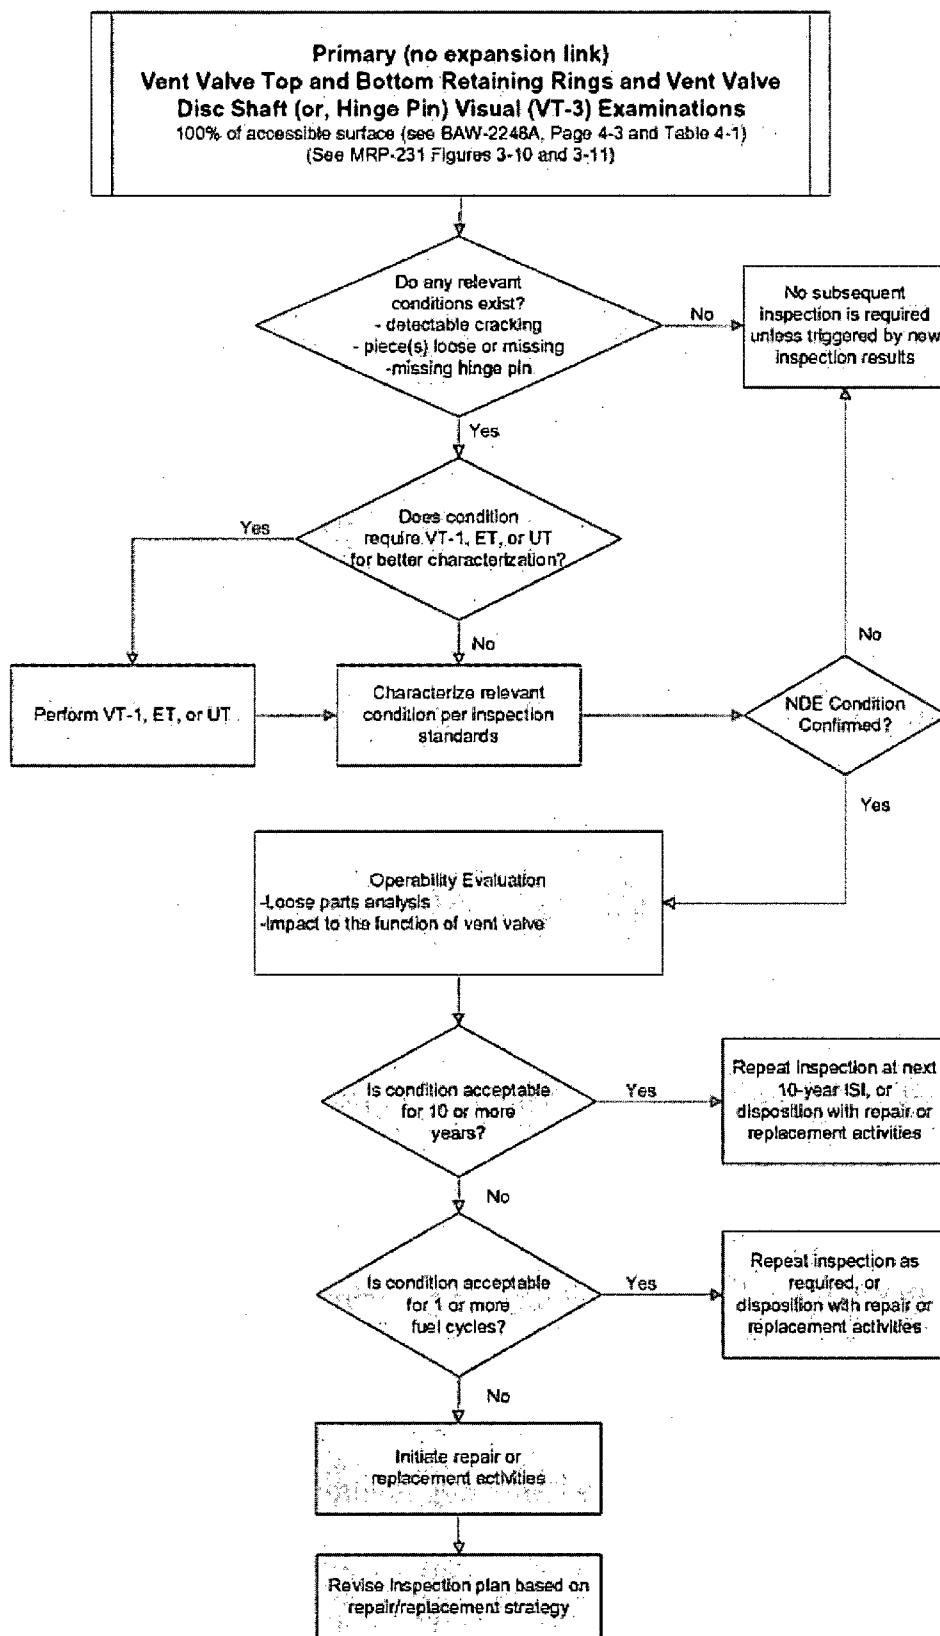 Primary (no expansion link)
Vent Valve Top and Bottom Retaining Rings and Vent Valve
Disc Shaft (or, Hinge Pin) Visual (VT-3) Examinations
100% of accessible surface (see BAW-2248A, Page 4-3 and Table 4-1)
(See MRP-231 Figures 3-10 and 3-11)
Do any relevant
conditions exist?
- detectable cracking
- piece(s) loose or missing
-missing hinge pin
No
No subsequent
inspection is required
unless triggered by new
inspection results
Yes
Does condition
require VT-1, ET, or UT
for better characterization?
Yes
No
No
Perform VT-1, ET, or UT
Characterize relevant
condition per inspection
standards
NDE Condition
Confirmed?
Yes
Operability Evaluation
-Loose parts analysis
-Impact to the function of vent valve
Is condition acceptable
for 10 or more
years?
Yes
Repeat inspection at next
10-year ISI, or
disposition with repair or
replacement activities
No
Is condition acceptable
for 1 or more
fuel cycles?
Yes
Repeat inspection as
required, or
disposition with repair or
replacement activities
No
Initiate repair or
replacement activities
Revise inspection plan based on
repair/replacement strategy